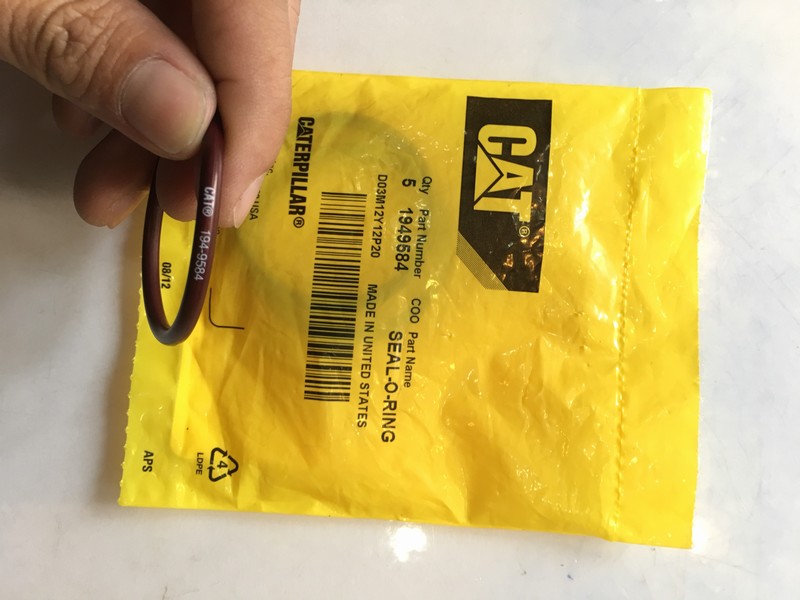 CAT®
Qty Part Number COO Part Name
5 1949584 SEAL-O-RING
D03M12Y12P20 MADE IN UNITED STATES
CATERPILLAR®
USA
CAT® 194-9584
08/12
4
LDPE
APS